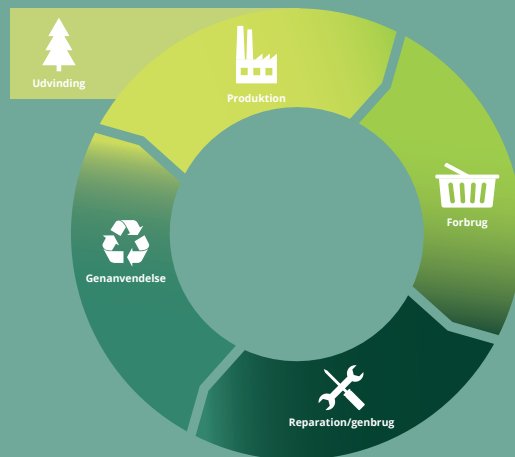 Udvinding
Produktion
Forbrug
Genanvendelse
Reparation/genbrug